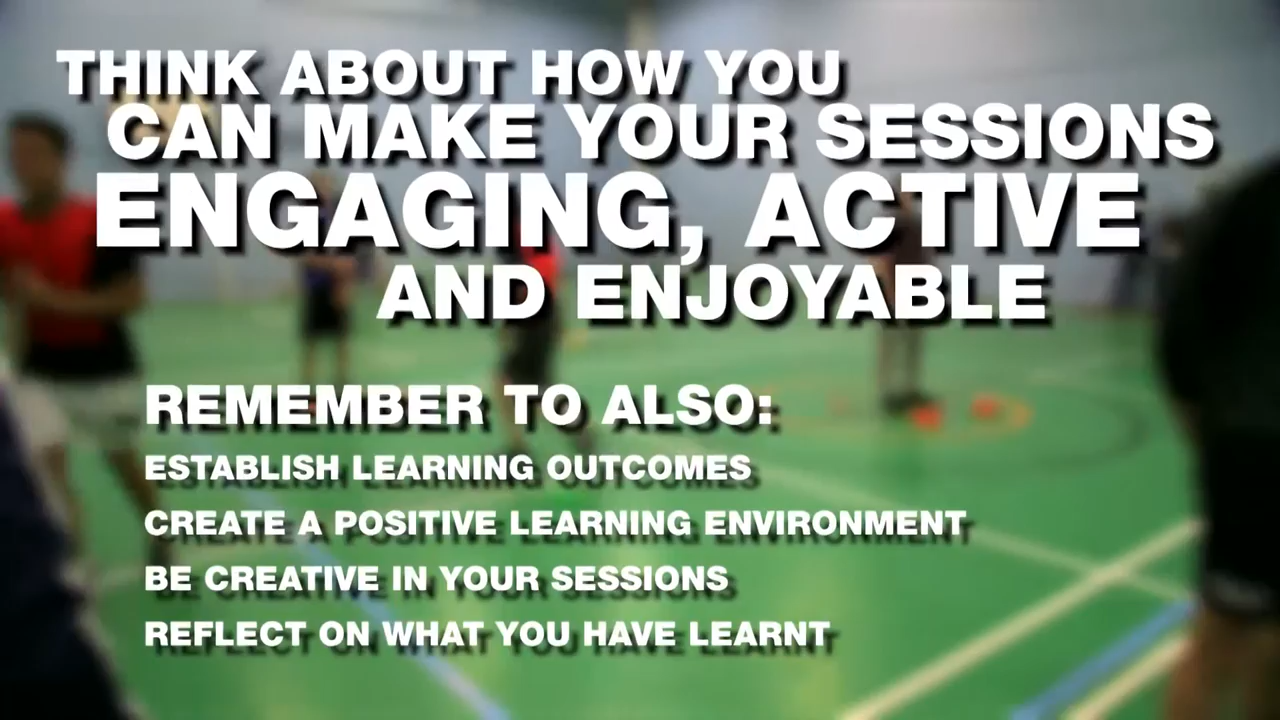 THINK ABOUT HOW YOU
CAN MAKE YOUR SESSIONS
ENGAGING, ACTIVE
AND ENJOYABLE
REMEMBER TO ALSO:
ESTABLISH LEARNING OUTCOMES
CREATE A POSITIVE LEARNING ENVIRONMENT
BE CREATIVE IN YOUR SESSIONS
REFLECT ON WHAT YOU HAVE LEARNT